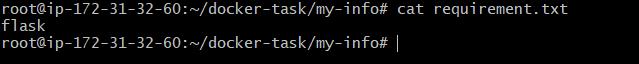 root@ip-172-31-32-60:~/docker-task/my-info# cat requirement.txt
flask
root@ip-172-31-32-60:~/docker-task/my-info#